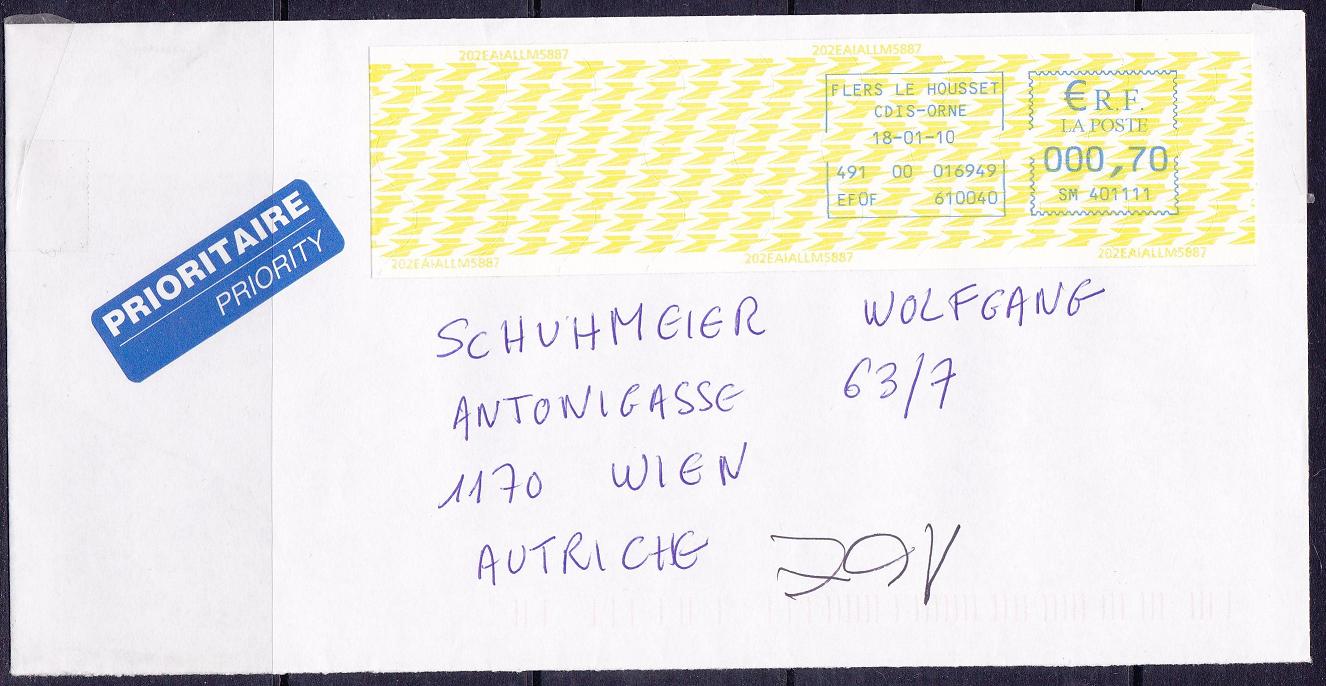 202EAIALLM5887 202EAIALLM5887
FLERS LE HOUSSET
CDIS-ORNE
18-01-10
491 00 016949
EFOF 610040
€ R.F.
LA POSTE
000,70
SM 401111
202EAIALLM5887 202EAIALLM5887 202EAIALLM5887
PRIORITAIRE
PRIORITY
SCHUHMEIER WOLFGANG
ANTONIGASSE 63/7
1170 WIEN
AUTRICHE